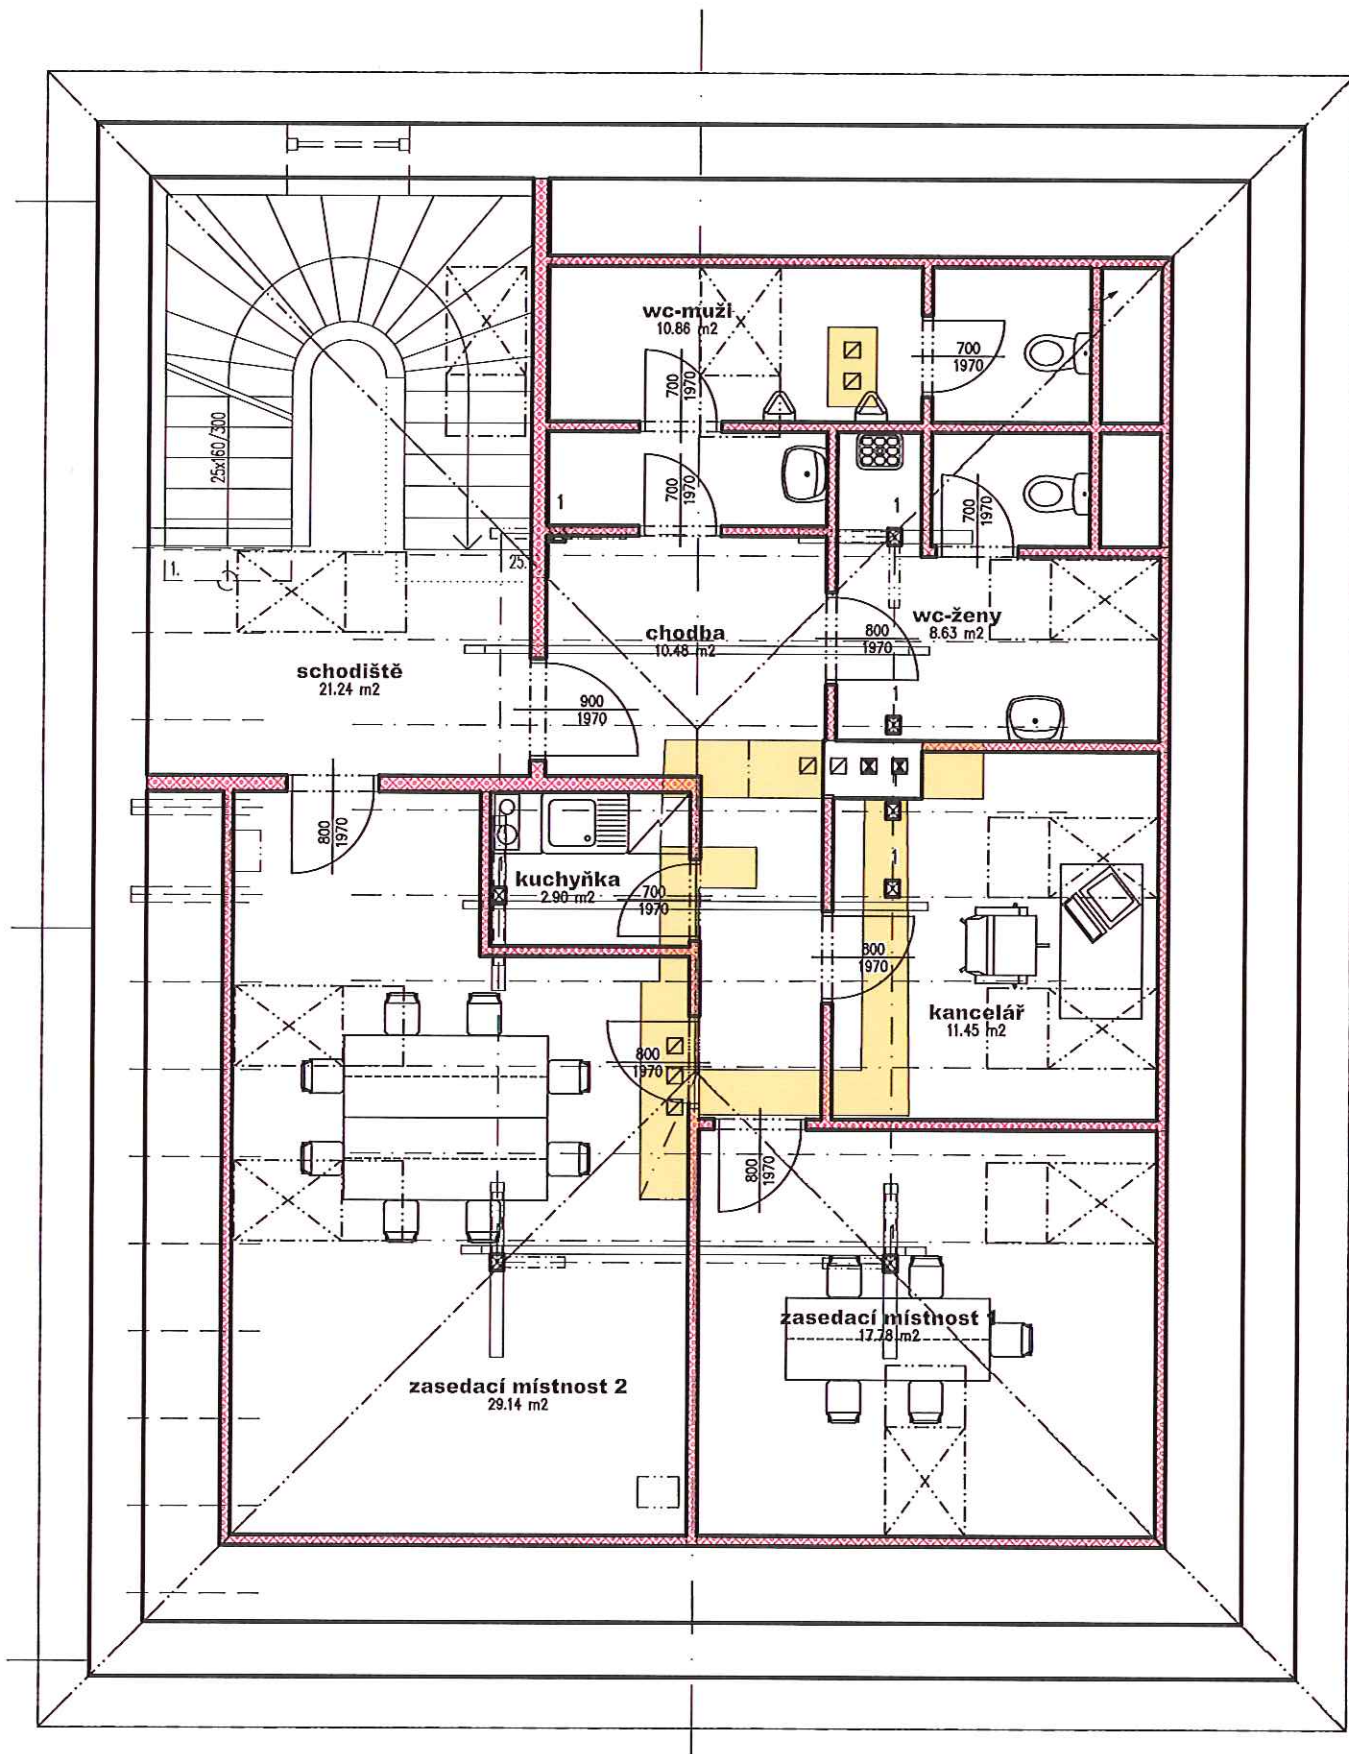 wc-muži
10.86 m2
700
1970
700
1970
25x160/300
700
1970
1
1
700
1970
1.
25.
wc-ženy
8.63 m2
chodba
10.48 m2
800
1970
schodiště
21.24 m2
1
900
1970
800
1970
1
kuchyňka
2.90 m2
700
1970
800
1970
kancelář
11.45 m2
800
1970
800
1970
zasedací místnost 1
17.78 m2
zasedací místnost 2
29.14 m2